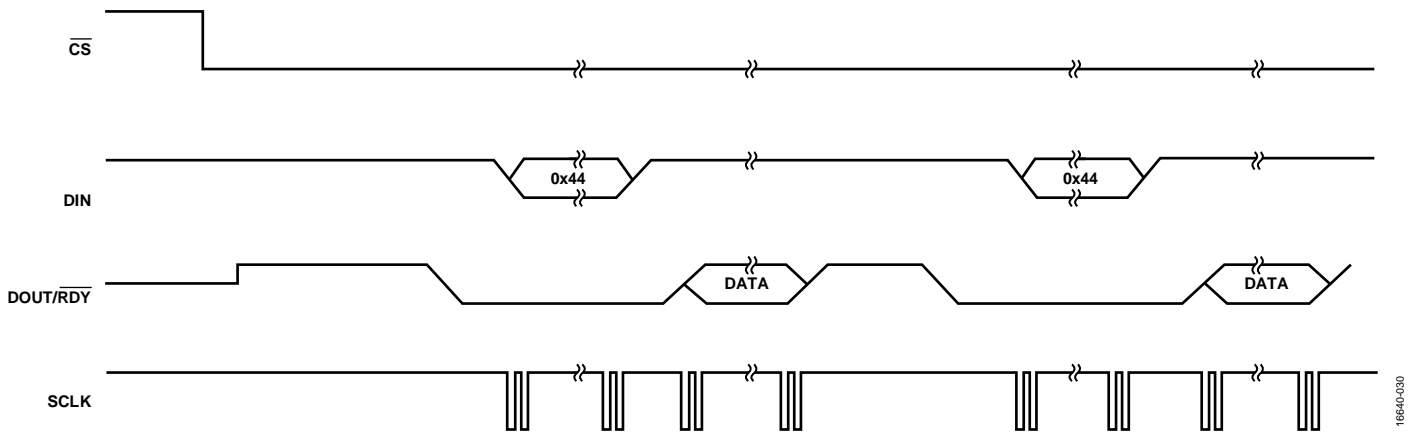 CS
DIN
0x44
0x44
DOUT/RDY
DATA
DATA
SCLK
16640-030